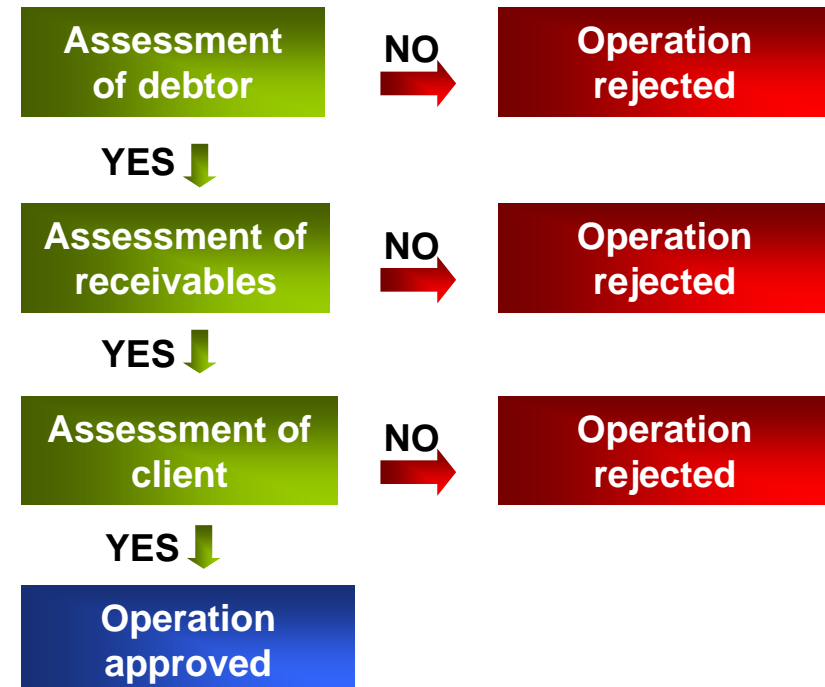 Assessment
of debtor
NO
Operation
rejected
YES
Assessment of
receivables
NO
Operation
rejected
YES
Assessment of
client
NO
Operation
rejected
YES
Operation
approved